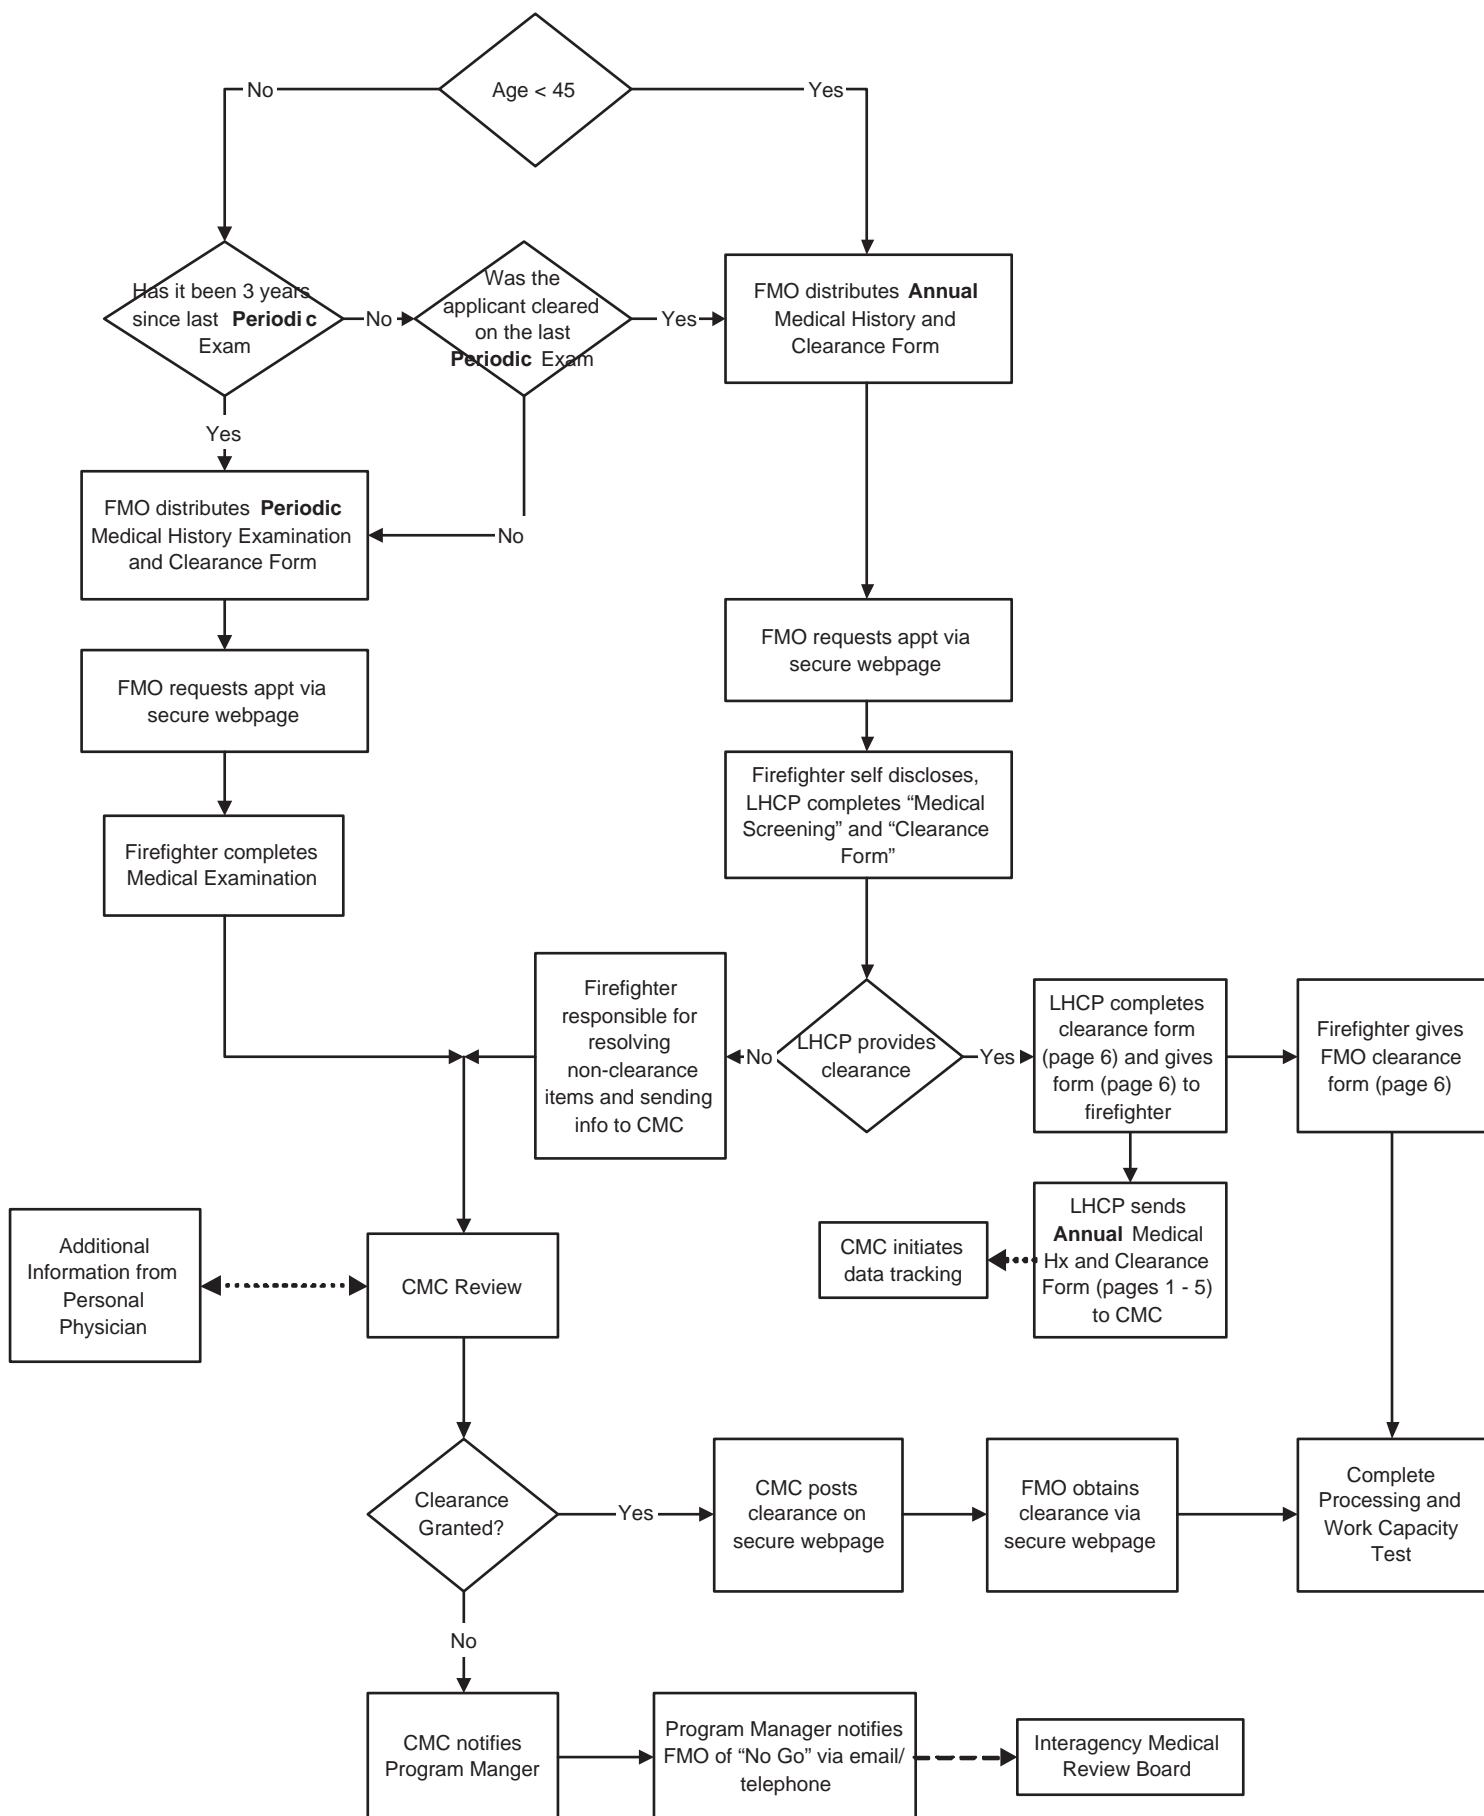 Age < 45
No
Yes
Has it been 3 years
since last Periodic
Exam
No
Was the
applicant cleared
on the last
Periodic Exam
Yes
FMO distributes Annual
Medical History and
Clearance Form
Yes
No
FMO distributes Periodic
Medical History Examination
and Clearance Form
FMO requests appt via
secure webpage
FMO requests appt via
secure webpage
Firefighter self discloses,
LHCP completes “Medical
Screening” and “Clearance
Form”
Firefighter completes
Medical Examination
Firefighter
responsible for
resolving
non-clearance
items and sending
info to CMC
No
LHCP provides
clearance
Yes
LHCP completes
clearance form
(page 6) and gives
form (page 6) to
firefighter
Firefighter gives
FMO clearance
form (page 6)
LHCP sends
Annual Medical
Hx and Clearance
Form (pages 1 - 5)
to CMC
CMC initiates
data tracking
Additional
Information from
Personal
Physician
CMC Review
Clearance
Granted?
Yes
CMC posts
clearance on
secure webpage
FMO obtains
clearance via
secure webpage
Complete
Processing and
Work Capacity
Test
No
CMC notifies
Program Manger
Program Manager notifies
FMO of “No Go” via email/
telephone
Interagency Medical
Review Board